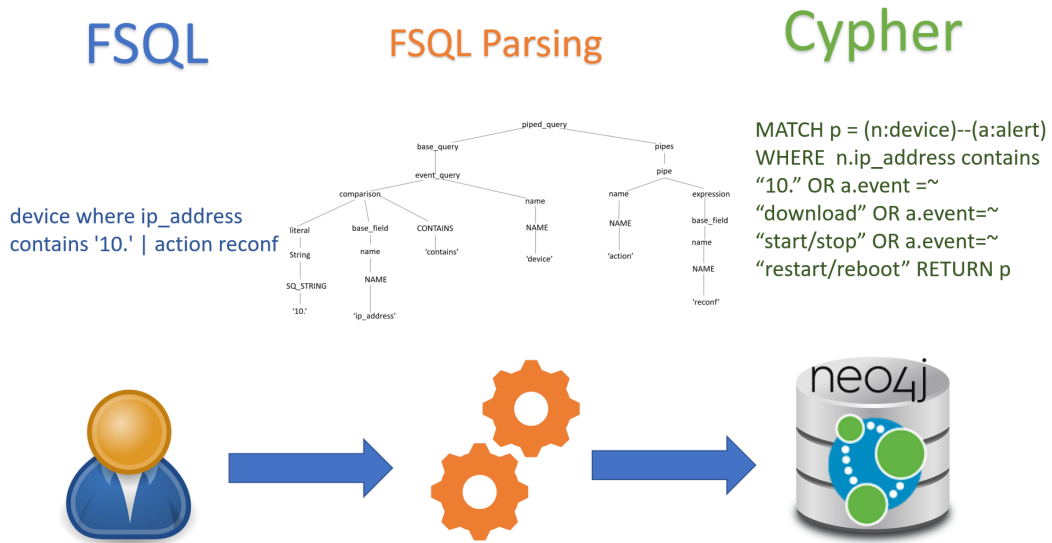 FSQL
FSQL Parsing
Cypher
device where ip_address
contains '10.' | action reconf
piped_query
base_query
pipes
event_query
pipe
comparison
name
name
expression
literal
base_field
CONTAINS
NAME
NAME
base_field
String
name
'contains'
'device'
'action'
name
SQ_STRING
NAME
NAME
'10.'
'ip_address'
'reconf'
MATCH p = (n:device)--(a:alert)
WHERE n.ip_address contains
“10.” OR a.event =~
“download” OR a.event=~
“start/stop” OR a.event=~
“restart/reboot” RETURN p
neo4j